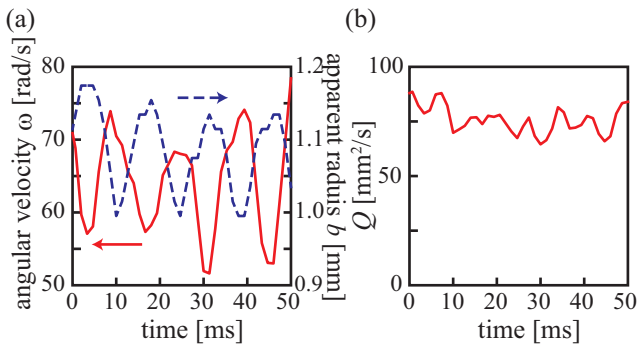 (a)
angular velocity ω [rad/s]
80
70
60
50
0 10 20 30 40 50
time [ms]
1.2
1.1
1.0
0.9
apparent raduis b [mm]
(b)
Q [mm²/s]
100
50
0
0 10 20 30 40 50
time [ms]